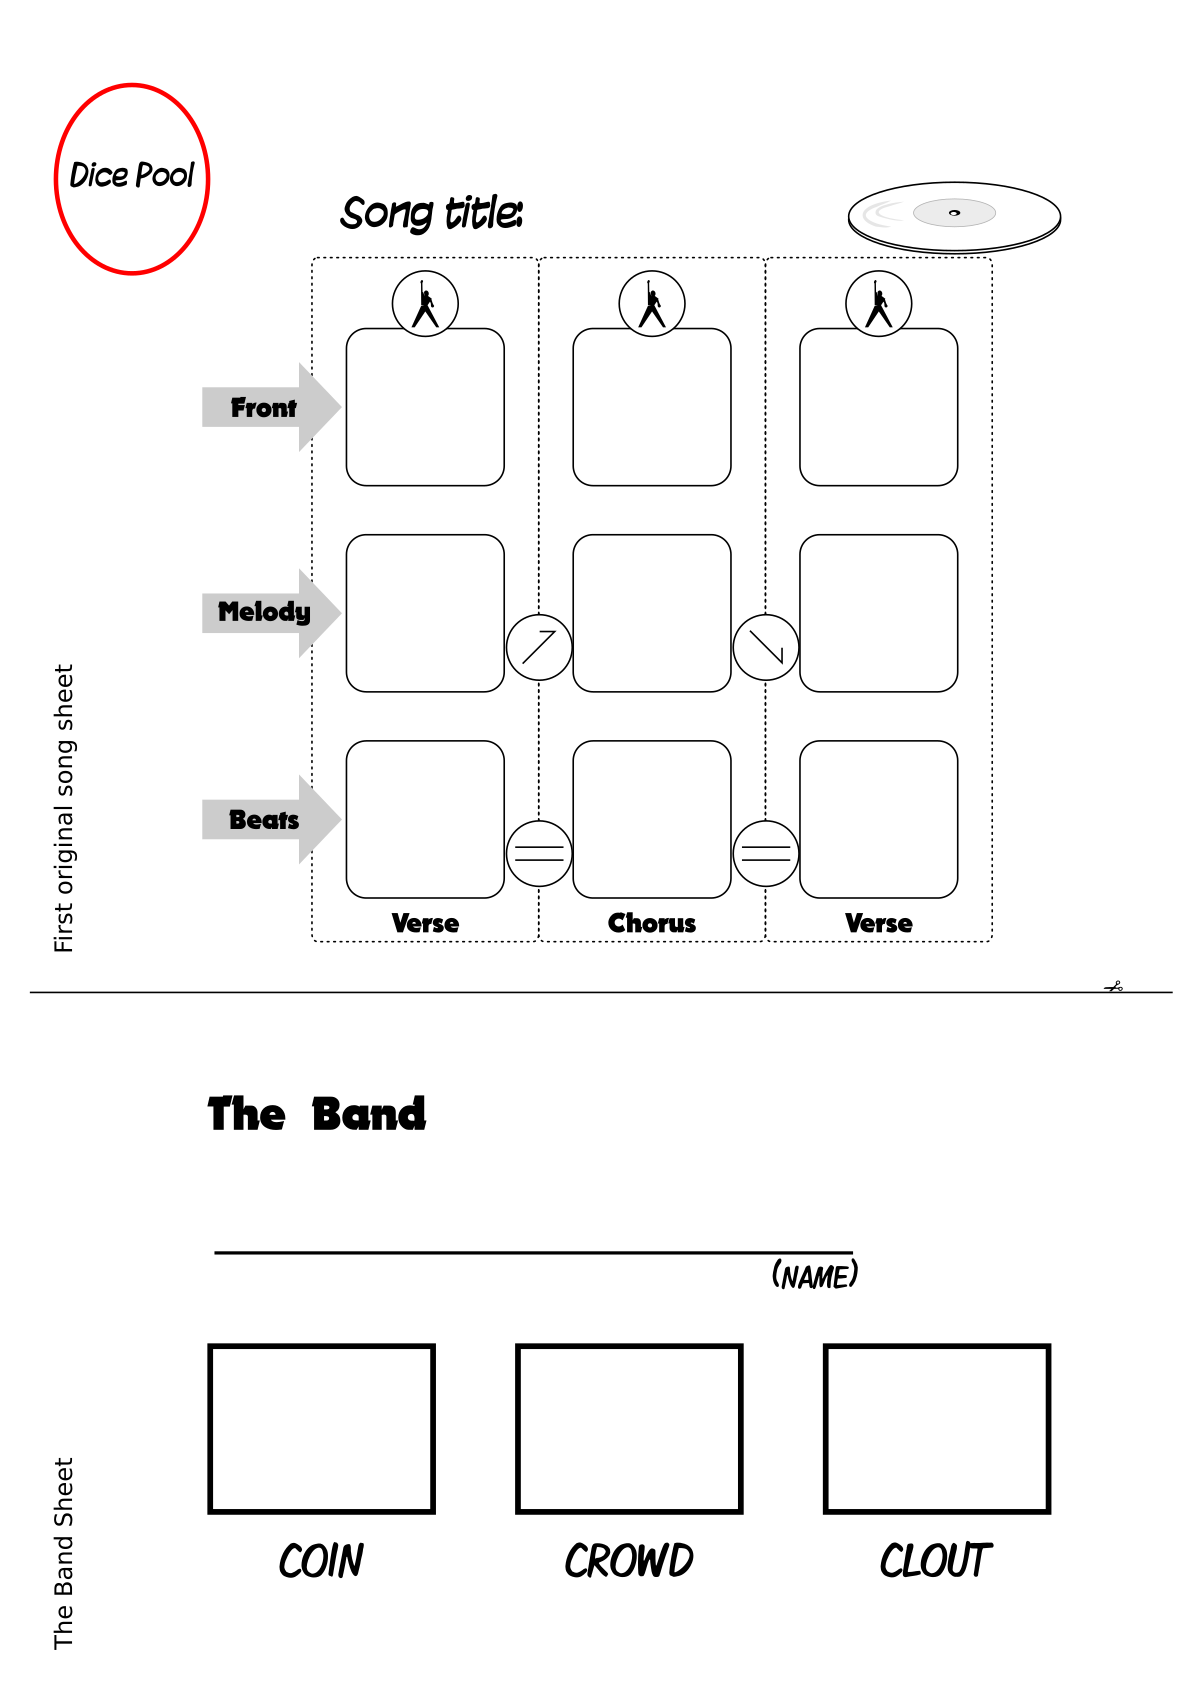 Dice Pool
Song title:
Front
Melody
Beats
Verse Chorus Verse
First original song sheet
The Band
(NAME)
COIN CROWD CLOUT
The Band Sheet